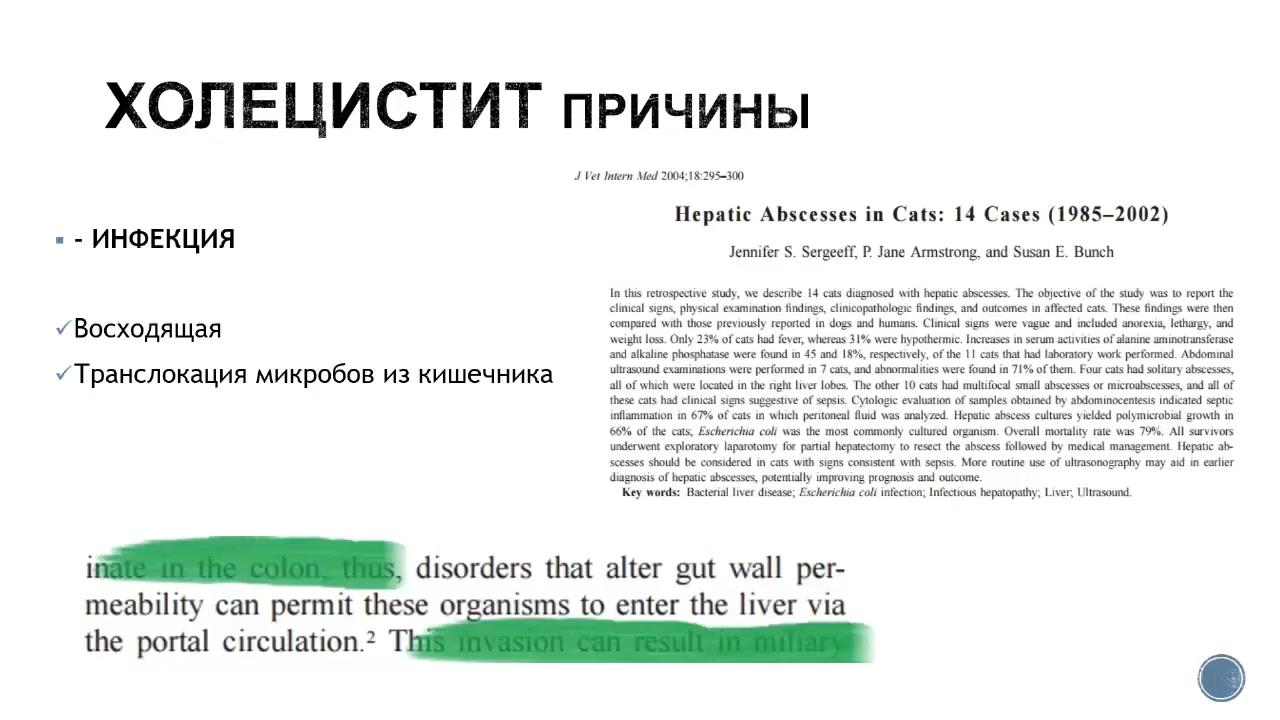 ХОЛЕЦИСТИТ ПРИЧИНЫ
- ИНФЕКЦИЯ
Восходящая
Транслокация микробов из кишечника
J Vet Intern Med 2004;18:295–300
Hepatic Abscesses in Cats: 14 Cases (1985–2002)
Jennifer S. Sergeeff, P. Jane Armstrong, and Susan E. Bunch
In this retrospective study, we describe 14 cats diagnosed with hepatic abscesses. The objective of the study was to report the
clinical signs, physical examination findings, clinicopathologic findings, and outcomes in affected cats. These findings were then
compared with those previously reported in dogs and humans. Clinical signs were vague and included anorexia, lethargy, and
weight loss. Only 23% of cats had fever, whereas 31% were hypothermic. Increases in serum activities of alanine aminotransferase
and alkaline phosphatase were found in 45 and 18%, respectively, of the 11 cats that had laboratory work performed. Abdominal
ultrasound examinations were performed in 7 cats, and abnormalities were found in 71% of them. Four cats had solitary abscesses,
all of which were located in the right liver lobes. The other 10 cats had multifocal small abscesses or microabscesses, and all of
these cats had clinical signs suggestive of sepsis. Cytologic evaluation of samples obtained by abdominocentesis indicated septic
inflammation in 67% of cats in which peritoneal fluid was analyzed. Hepatic abscess cultures yielded polymicrobial growth in
66% of the cats; Escherichia coli was the most commonly cultured organism. Overall mortality rate was 79%. All survivors
underwent exploratory laparotomy for partial hepatectomy to resect the abscess followed by medical management. Hepatic ab-
scesses should be considered in cats with signs consistent with sepsis. More routine use of ultrasonography may aid in earlier
diagnosis of hepatic abscesses, potentially improving prognosis and outcome.
Key words: Bacterial liver disease; Escherichia coli infection; Infectious hepatopathy; Liver; Ultrasound.
inate in the colon, thus, disorders that alter gut wall per-
meability can permit these organisms to enter the liver via
the portal circulation.² This invasion can result in miliary